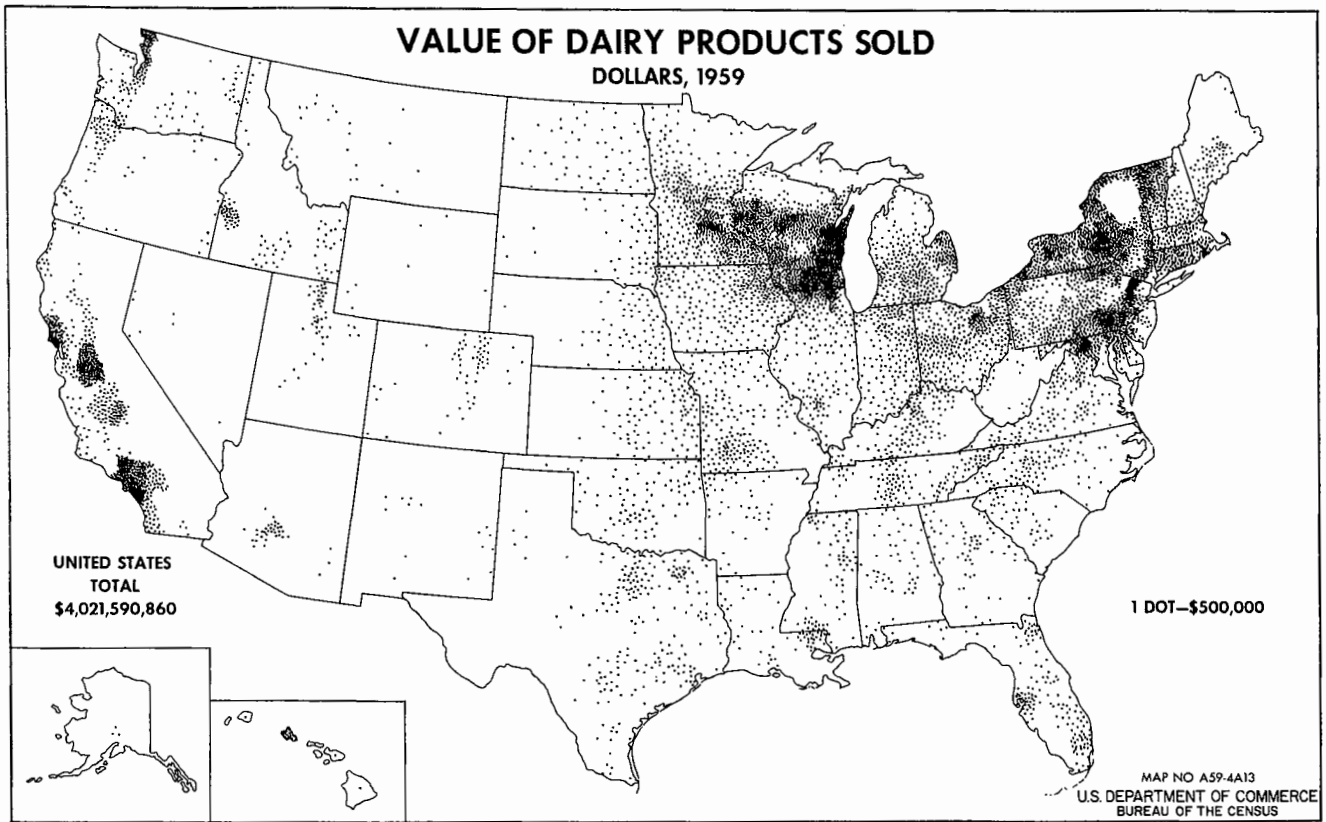 VALUE OF DAIRY PRODUCTS SOLD
DOLLARS, 1959
UNITED STATES
TOTAL
$4,021,590,860
1 DOT—$500,000
MAP NO A59-4A13
U.S. DEPARTMENT OF COMMERCE
BUREAU OF THE CENSUS